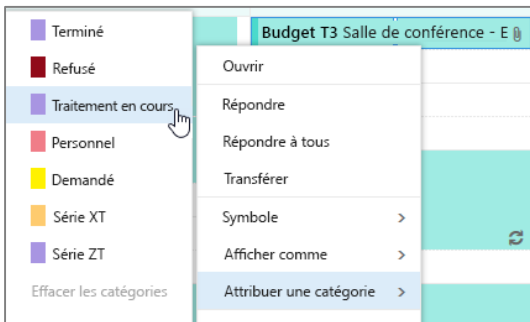 Terminé
Refusé
Traitement en cours
Personnel
Demandé
Série XT
Série ZT
Effacer les catégories
Budget T3 Salle de conférence - E
Ouvrir
Répondre
Répondre à tous
Transférer
Symbole
Afficher comme
Attribuer une catégorie